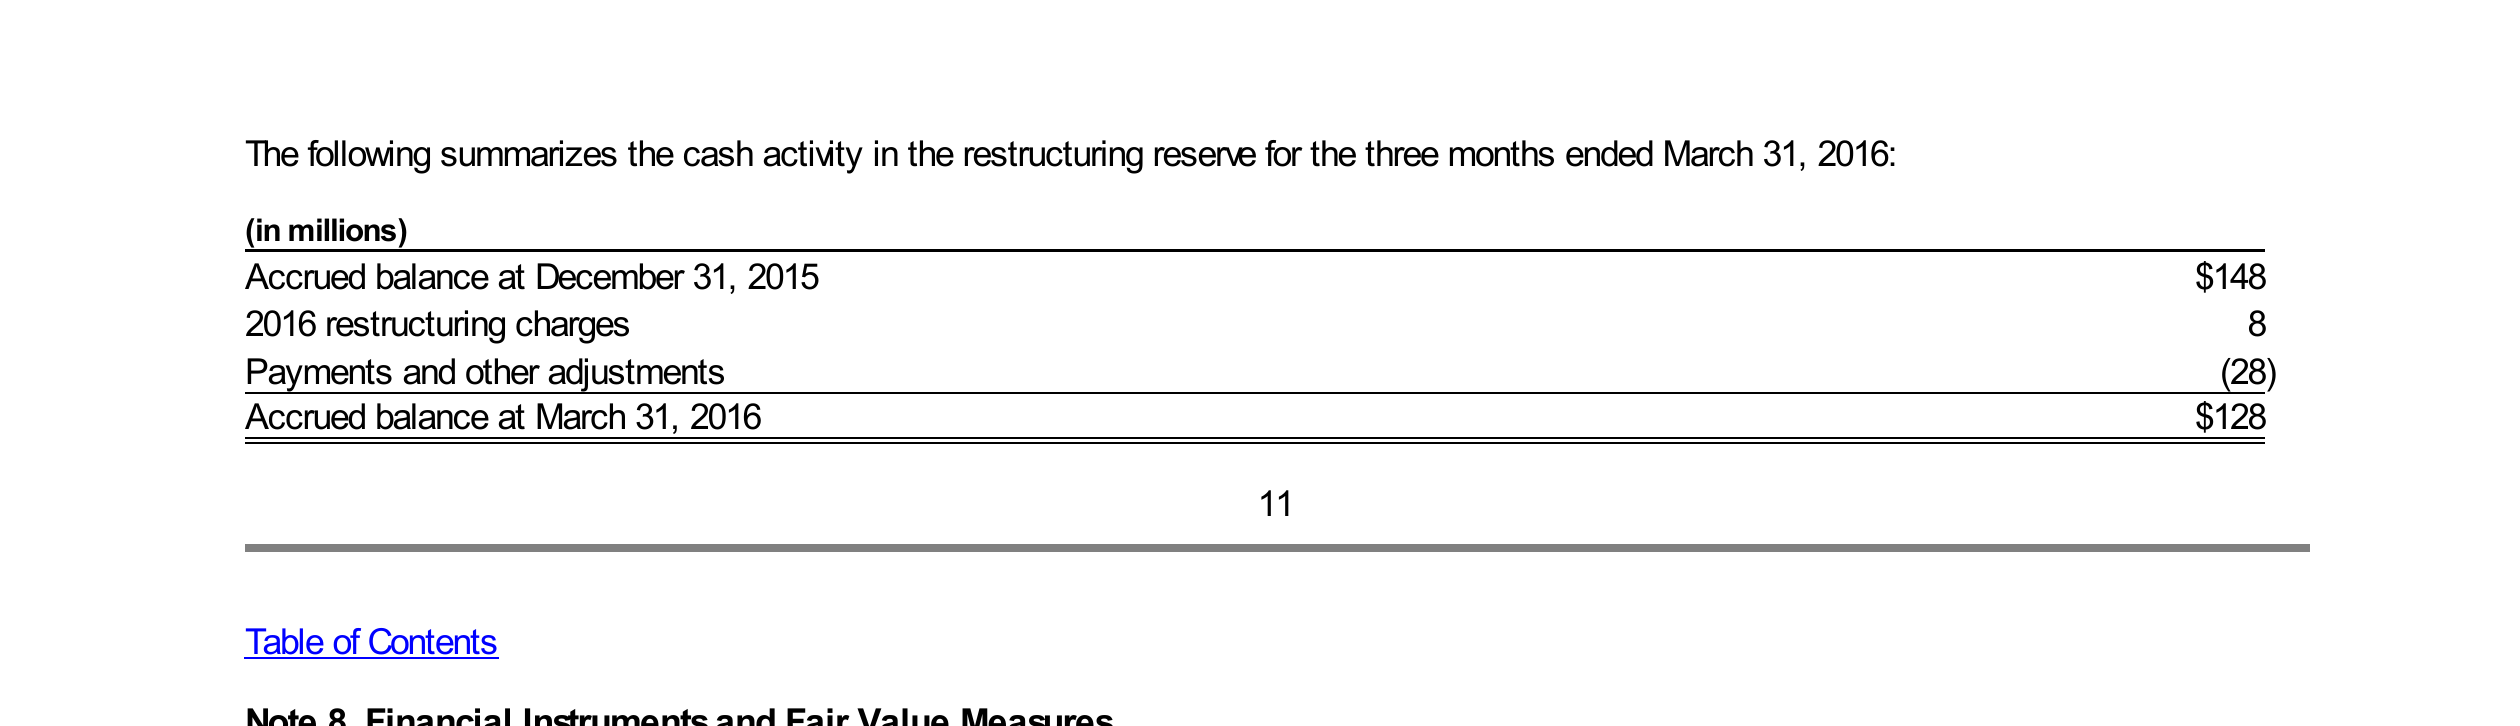 The following summarizes the cash activity in the restructuring reserve for the three months ended March 31, 2016:
(in millions)
Accrued balance at December 31, 2015 $148
2016 restructuring charges 8
Payments and other adjustments (28)
Accrued balance at March 31, 2016 $128
11
Table of Contents
Note 8. Financial Instruments and Fair Value Measures